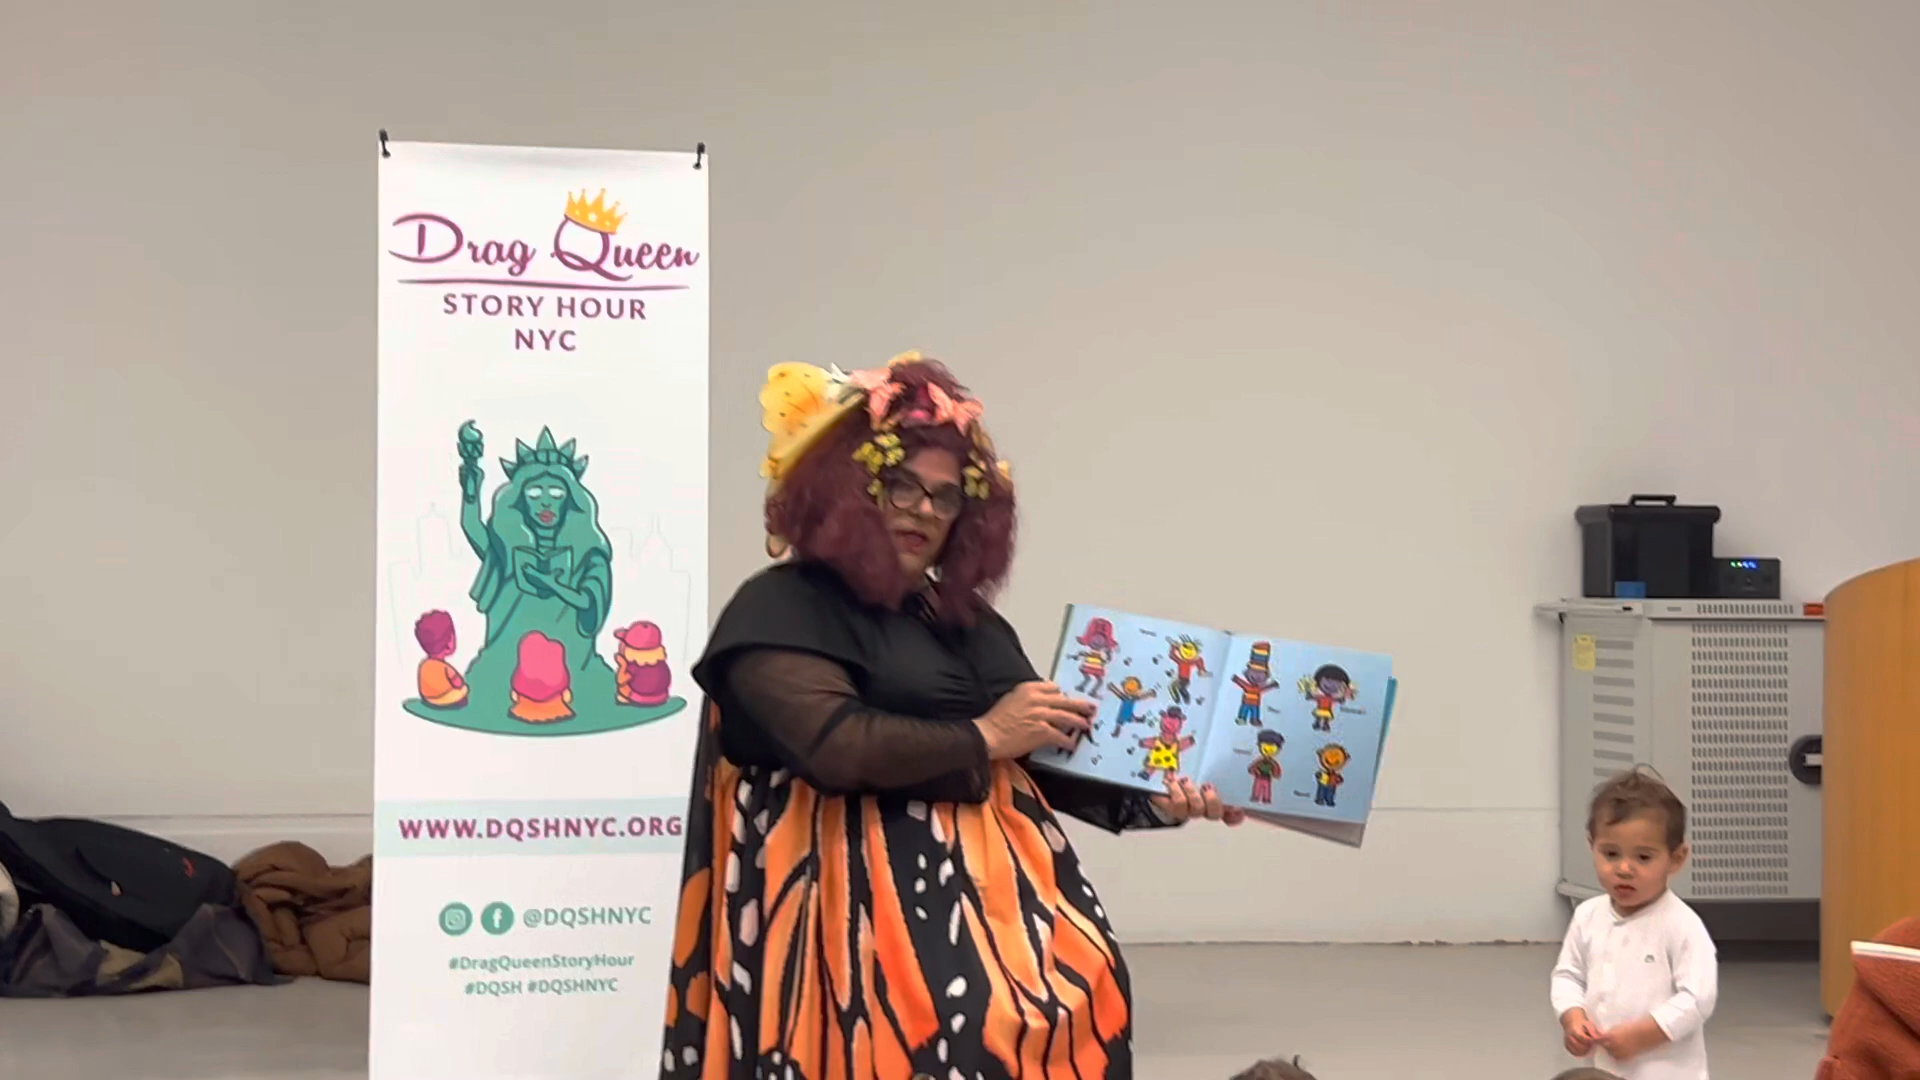 Drag Queen
STORY HOUR
NYC
WWW.DQSHNYC.ORG
@DQSHNYC
#DragQueenStoryHour
#DQSH #DQSHNYC